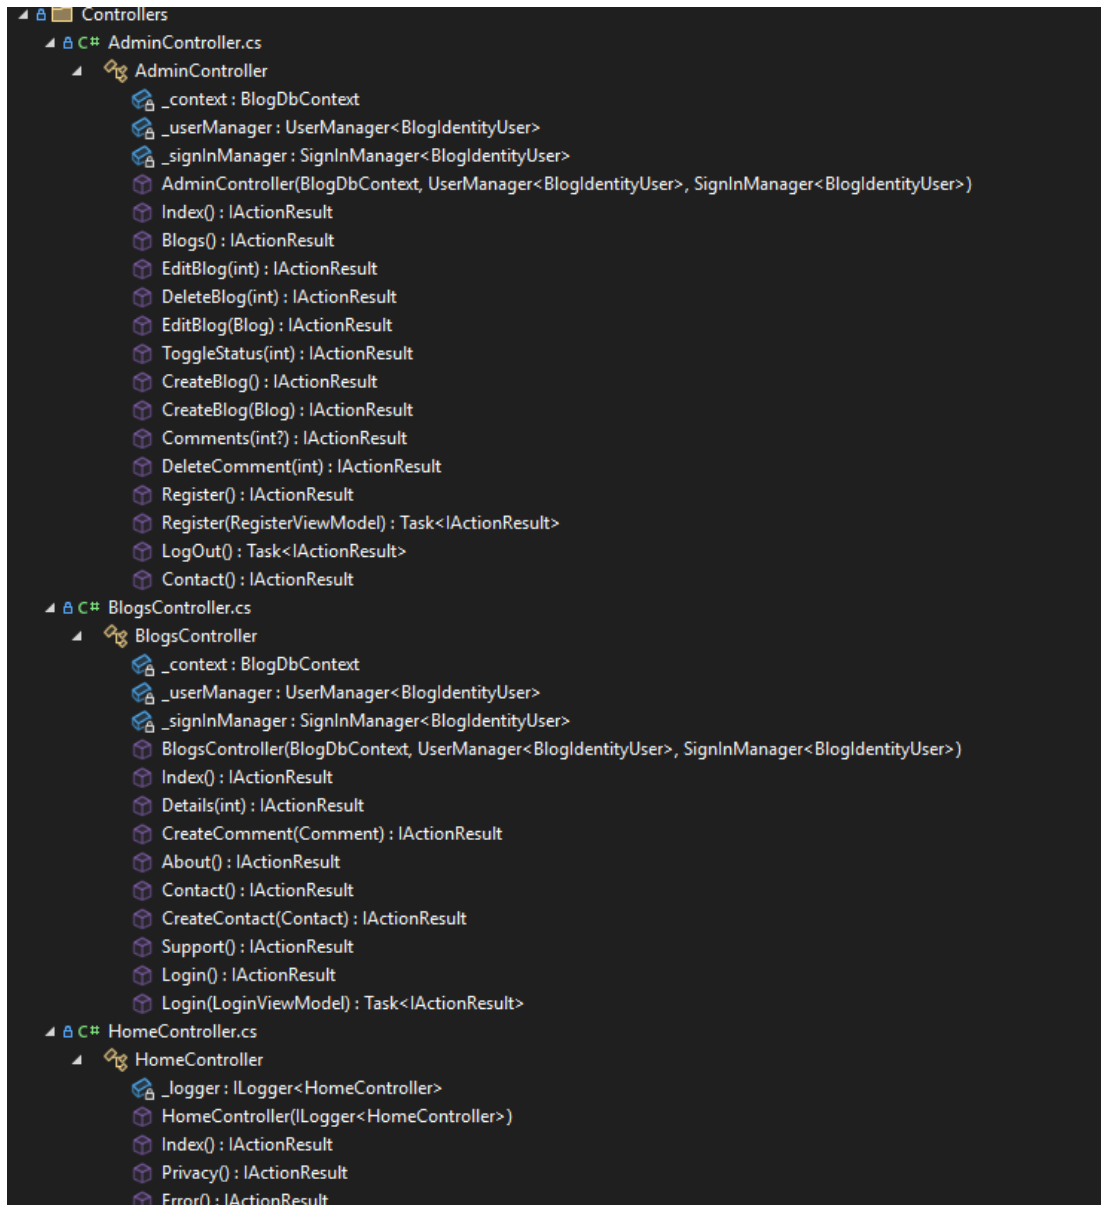 Controllers
C# AdminController.cs
AdminController
_context : BlogDbContext
_userManager : UserManager<BlogIdentityUser>
_signInManager : SignInManager<BlogIdentityUser>
AdminController(BlogDbContext, UserManager<BlogIdentityUser>, SignInManager<BlogIdentityUser>)
Index() : IActionResult
Blogs() : IActionResult
EditBlog(int) : IActionResult
DeleteBlog(int) : IActionResult
EditBlog(Blog) : IActionResult
ToggleStatus(int) : IActionResult
CreateBlog() : IActionResult
CreateBlog(Blog) : IActionResult
Comments(int?) : IActionResult
DeleteComment(int) : IActionResult
Register() : IActionResult
Register(RegisterViewModel) : Task<IActionResult>
LogOut() : Task<IActionResult>
Contact() : IActionResult
C# BlogsController.cs
BlogsController
_context : BlogDbContext
_userManager : UserManager<BlogIdentityUser>
_signInManager : SignInManager<BlogIdentityUser>
BlogsController(BlogDbContext, UserManager<BlogIdentityUser>, SignInManager<BlogIdentityUser>)
Index() : IActionResult
Details(int) : IActionResult
CreateComment(Comment) : IActionResult
About() : IActionResult
Contact() : IActionResult
CreateContact(Contact) : IActionResult
Support() : IActionResult
Login() : IActionResult
Login(LoginViewModel) : Task<IActionResult>
C# HomeController.cs
HomeController
_logger : ILogger<HomeController>
HomeController(ILogger<HomeController>)
Index() : IActionResult
Privacy() : IActionResult
Error() : IActionResult